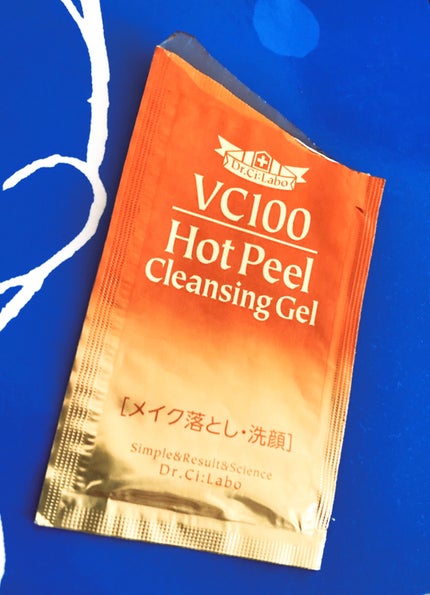 Dr.Ci:Labo
VC100
Hot Peel
Cleansing Gel
[メイク落とし・洗顔]
Simple&Result&Science
Dr.Ci:Labo